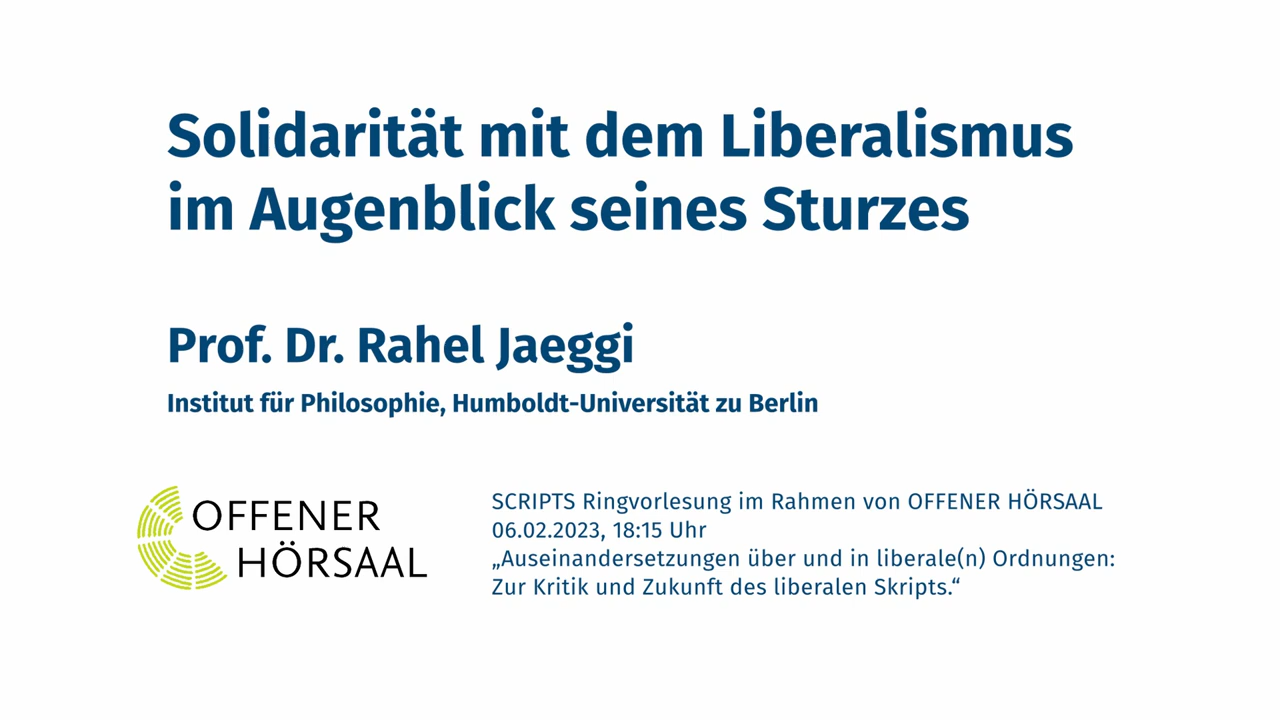 Solidarität mit dem Liberalismus
im Augenblick seines Sturzes
Prof. Dr. Rahel Jaeggi
Institut für Philosophie, Humboldt-Universität zu Berlin
OFFENER
HÖRSAAL
SCRIPTS Ringvorlesung im Rahmen von OFFENER HÖRSAAL
06.02.2023, 18:15 Uhr
„Auseinandersetzungen über und in liberale(n) Ordnungen:
Zur Kritik und Zukunft des liberalen Skripts.“